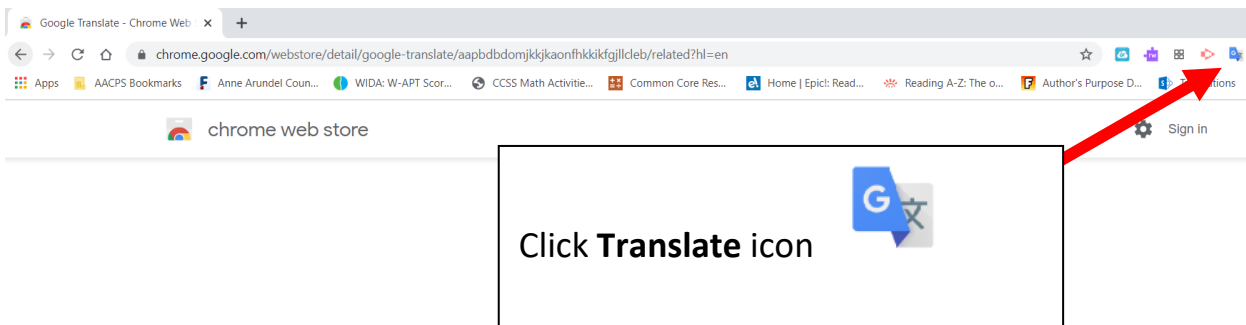 Google Translate - Chrome Web
chrome.google.com/webstore/detail/google-translate/aapbdbdomjkkjkaonfhkkikfgjllcleb/related?hl=en
Apps AACPS Bookmarks Anne Arundel Coun... WIDA: W-APT Scor... CCSS Math Activitie... Common Core Res... Home | Epic!: Read... Reading A-Z: The o... Author's Purpose D...
chrome web store Sign in
G 文
Click Translate icon